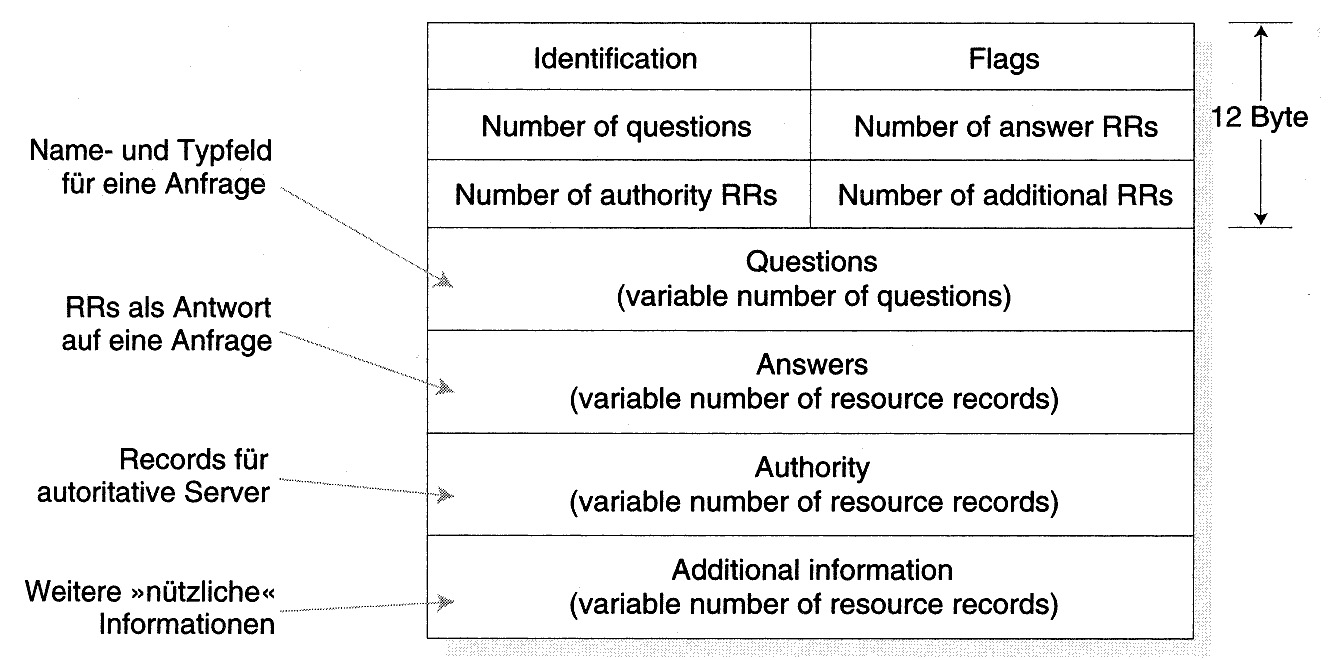 Identification
Flags
12 Byte
Number of questions
Number of answer RRs
Number of authority RRs
Number of additional RRs
Name- und Typfeld
für eine Anfrage
Questions
(variable number of questions)
RRs als Antwort
auf eine Anfrage
Answers
(variable number of resource records)
Records für
autoritative Server
Authority
(variable number of resource records)
Weitere »nützliche«
Informationen
Additional information
(variable number of resource records)